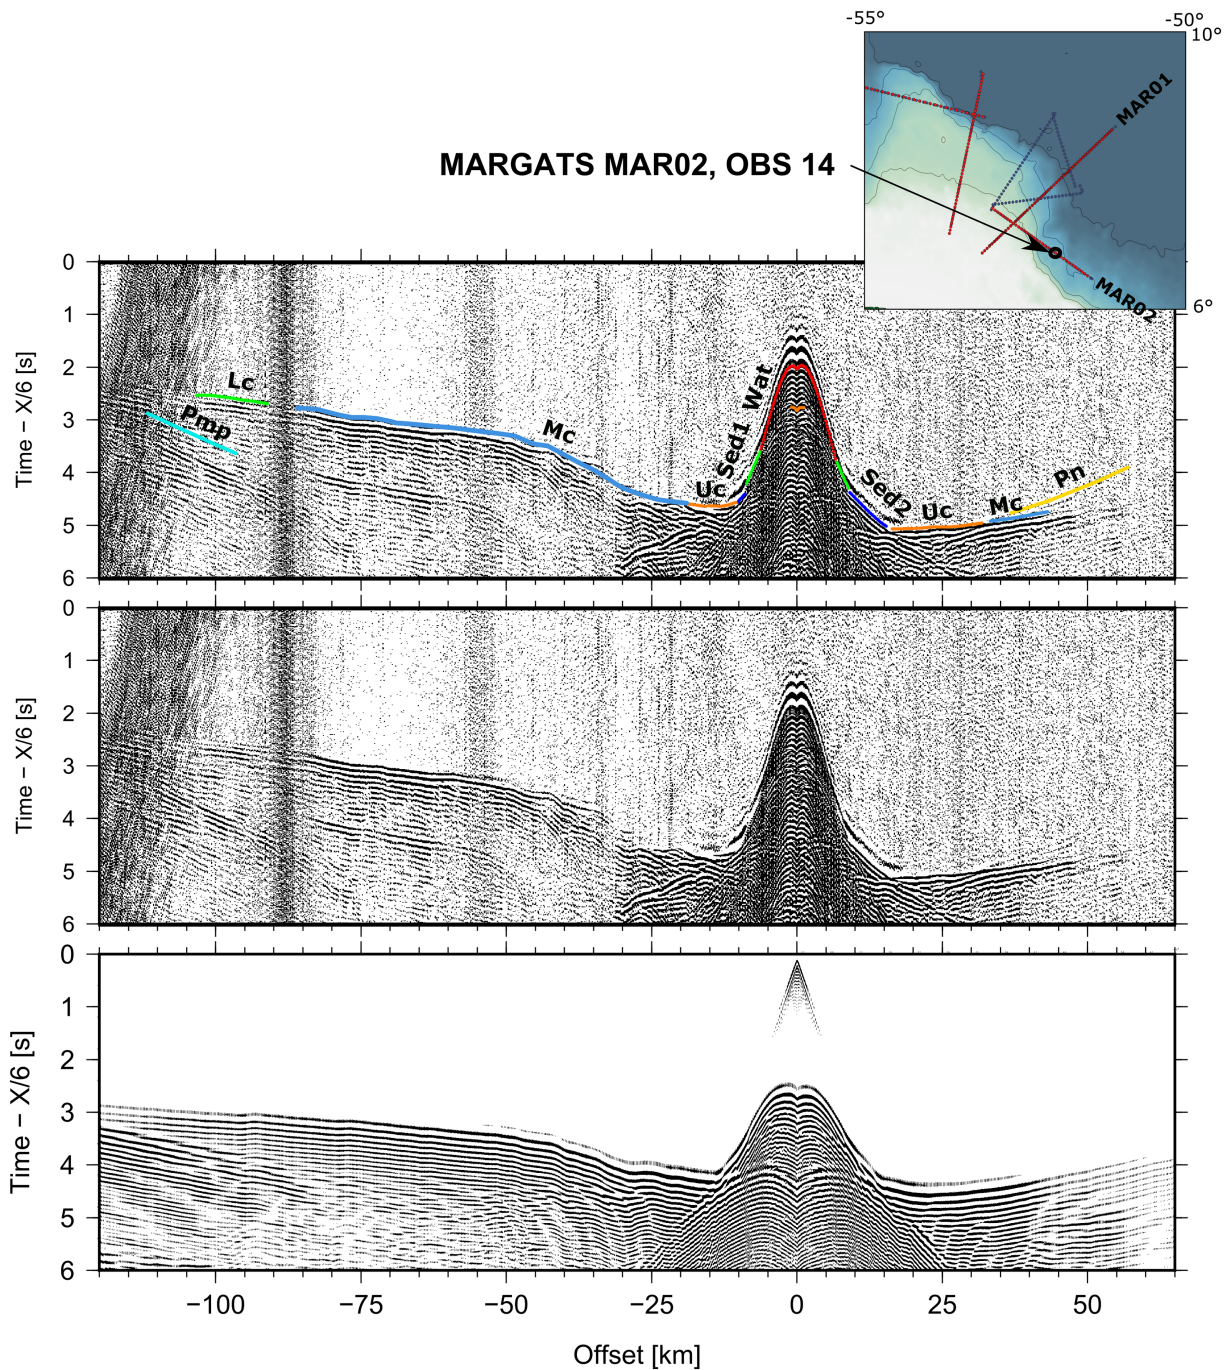 -55°
-50°
10°
MAR01
MARGATS MAR02, OBS 14
MAR02
6°
0
1
2
3
4
5
6
Time − X/6 [s]
Lc
Pmp
Mc
Uc
Sed1
Wat
Sed2
Uc
Mc
Pn
0
1
2
3
4
5
6
Time − X/6 [s]
0
1
2
3
4
5
6
Time − X/6 [s]
−100
−75
−50
−25
0
25
50
Offset [km]